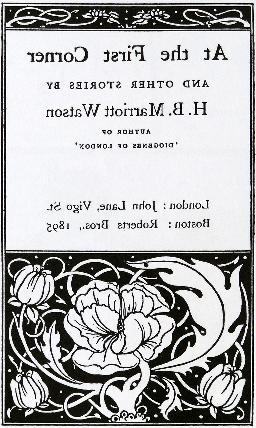 At the First Corner
AND OTHER STORIES BY
H. B. Marriott Watson
AUTHOR OF
"DIOGENES OF LONDON"
London: John Lane, Vigo St.
Boston: Roberts Bros., 1895